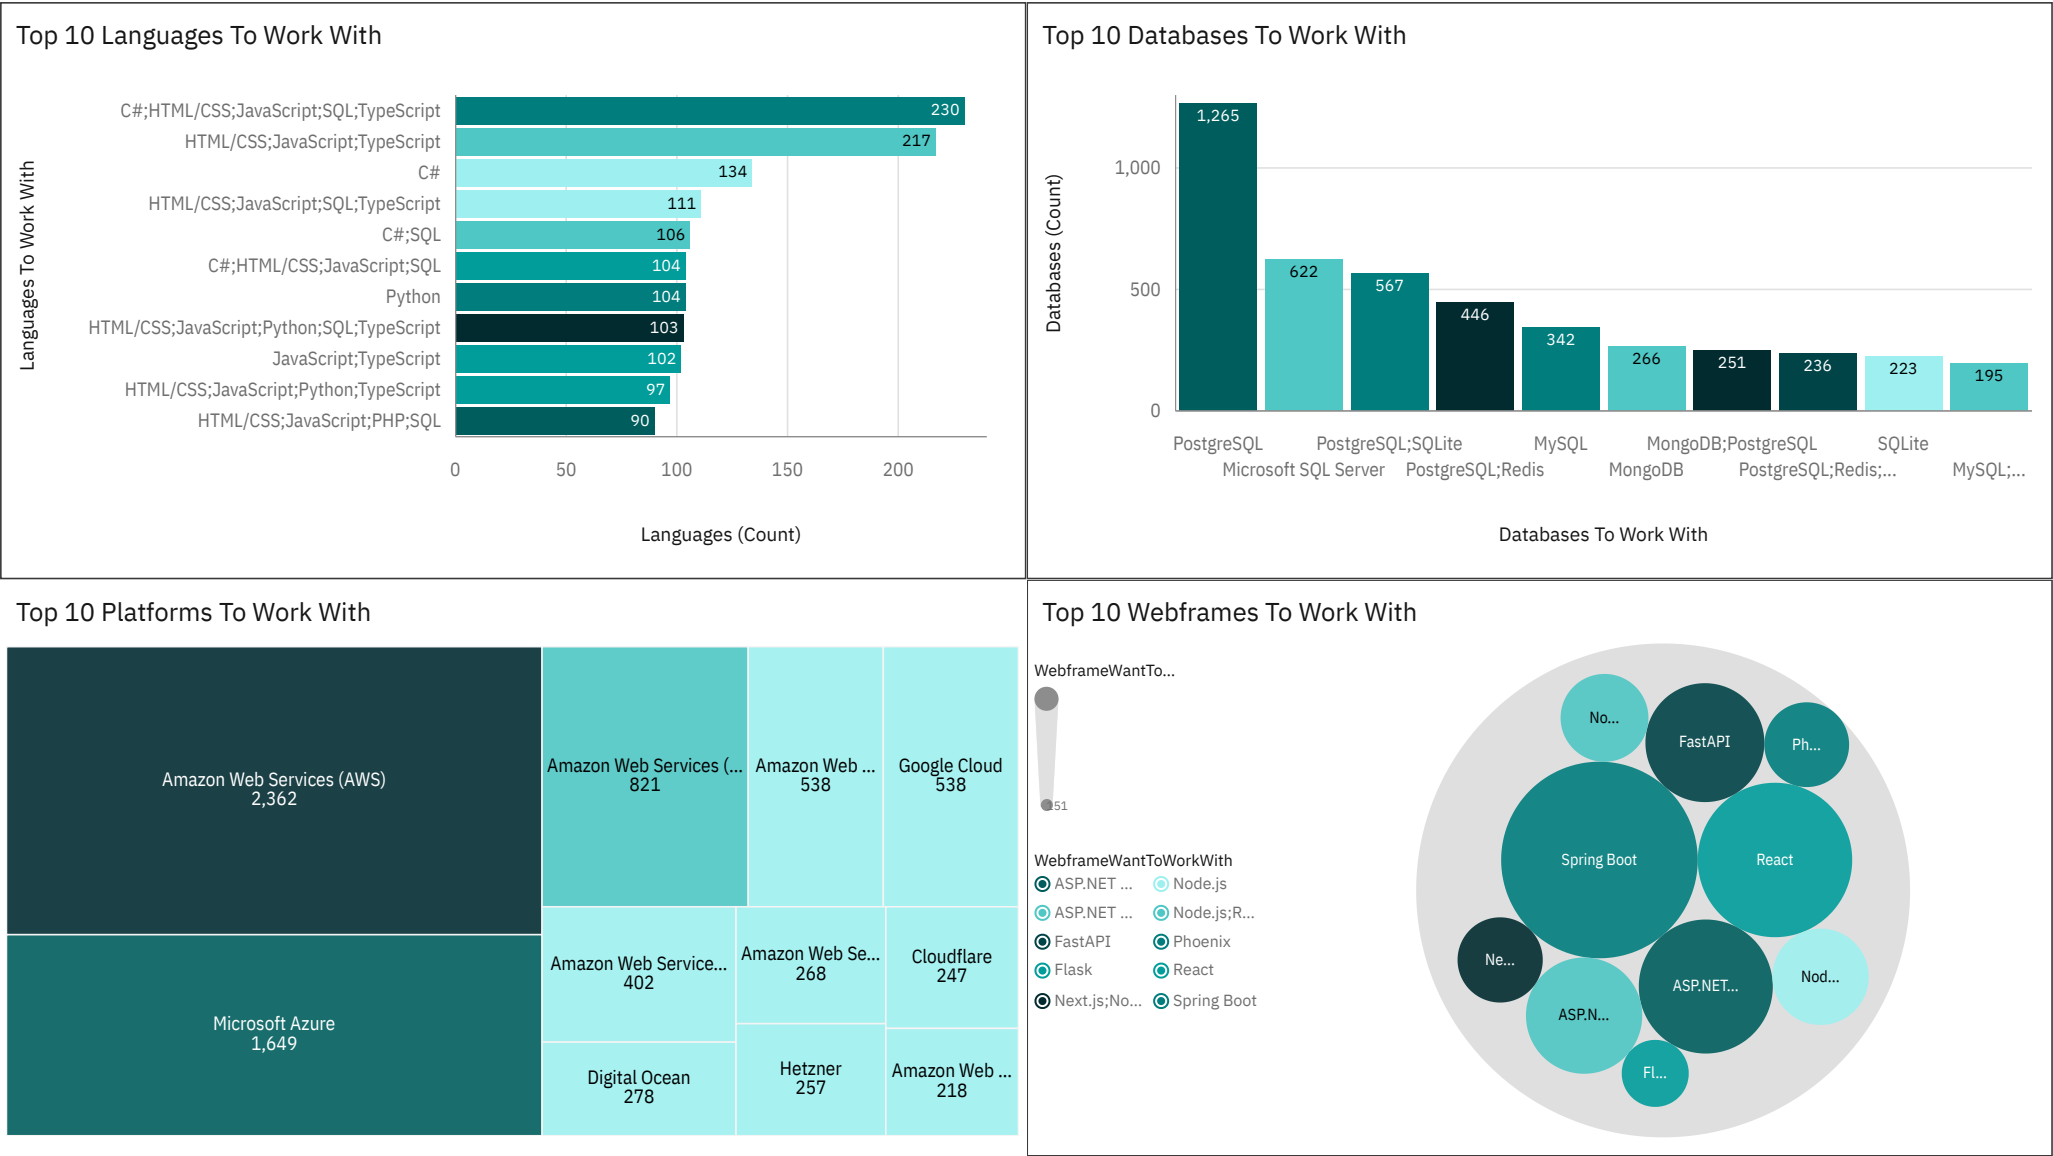 Top 10 Languages To Work With
Languages To Work With
C#;HTML/CSS;JavaScript;SQL;TypeScript
230
HTML/CSS;JavaScript;TypeScript
217
C#
134
HTML/CSS;JavaScript;SQL;TypeScript
111
C#;SQL
106
C#;HTML/CSS;JavaScript;SQL
104
Python
104
HTML/CSS;JavaScript;Python;SQL;TypeScript
103
JavaScript;TypeScript
102
HTML/CSS;JavaScript;Python;TypeScript
97
HTML/CSS;JavaScript;PHP;SQL
90
0 50 100 150 200
Languages (Count)
Top 10 Databases To Work With
Databases (Count)
1,000
500
0
1,265
622
567
446
342
266
251
236
223
195
PostgreSQL
Microsoft SQL Server
PostgreSQL;SQLite
PostgreSQL;Redis
MySQL
MongoDB
MongoDB;PostgreSQL
PostgreSQL;Redis;...
SQLite
MySQL;...
Databases To Work With
Top 10 Platforms To Work With
Amazon Web Services (AWS)
2,362
Microsoft Azure
1,649
Amazon Web Services (...
821
Amazon Web ...
538
Google Cloud
538
Amazon Web Service...
402
Amazon Web Se...
268
Cloudflare
247
Digital Ocean
278
Hetzner
257
Amazon Web ...
218
Top 10 Webframes To Work With
WebframeWantTo...
151
WebframeWantToWorkWith
ASP.NET ...
Node.js
ASP.NET ...
Node.js;R...
FastAPI
Phoenix
Flask
React
Next.js;No...
Spring Boot
No...
FastAPI
Ph...
Spring Boot
React
Ne...
ASP.N...
ASP.NET...
Nod...
Fl...